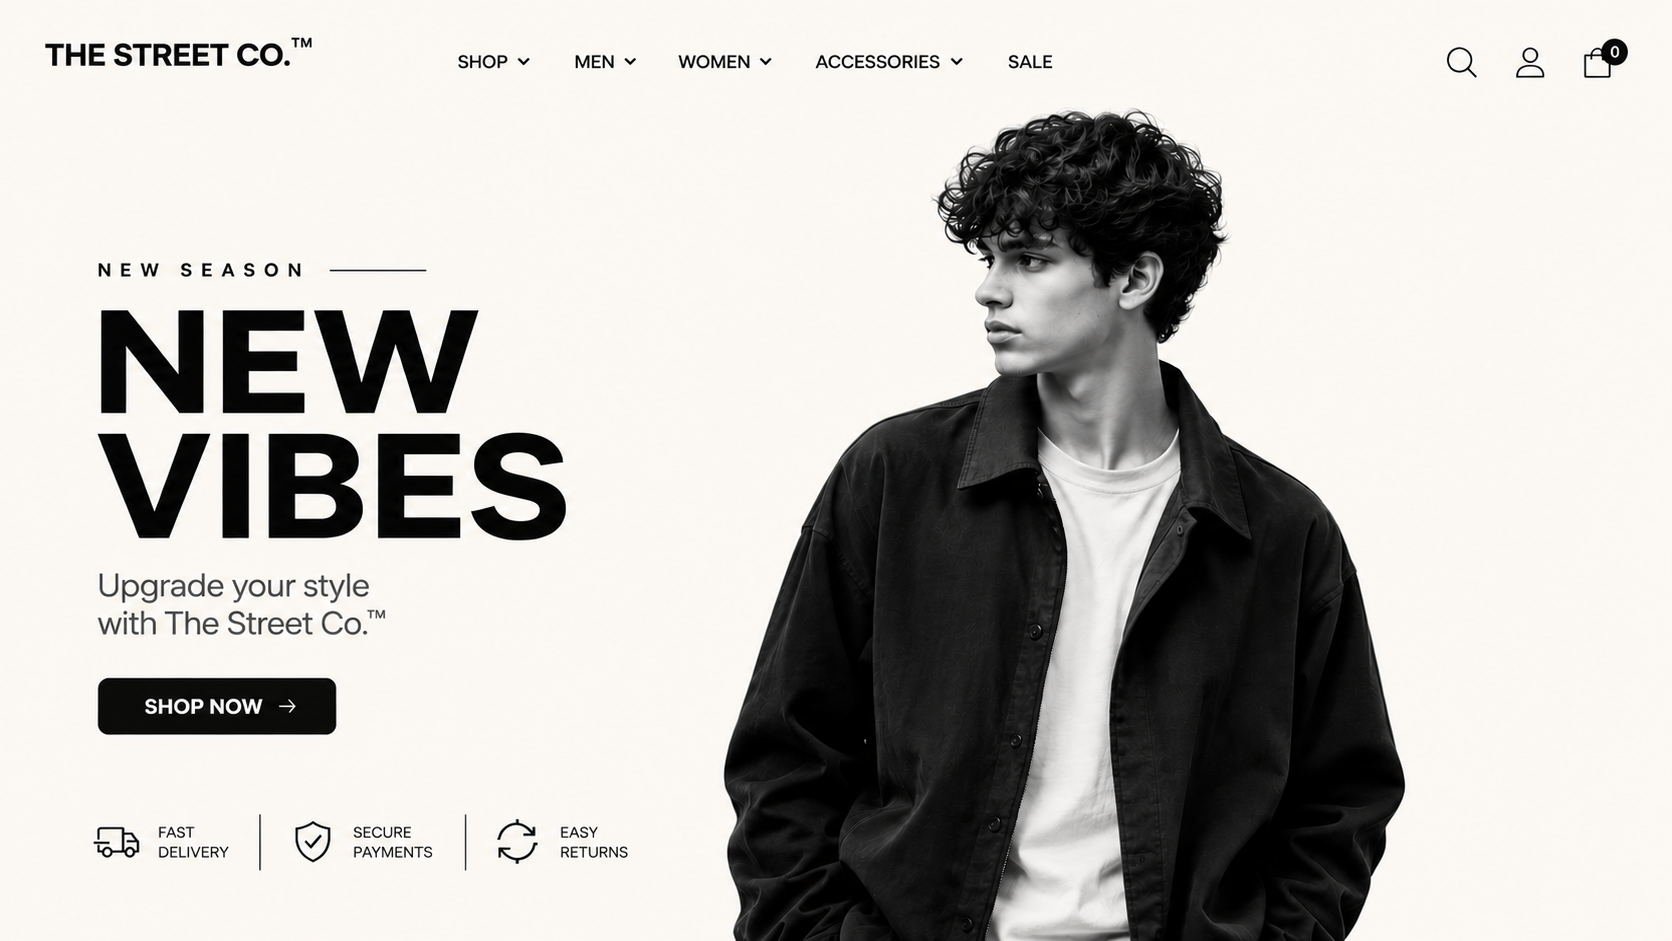 THE STREET CO.™
SHOP
MEN
WOMEN
ACCESSORIES
SALE
0
NEW SEASON
NEW
VIBES
Upgrade your style
with The Street Co.™
SHOP NOW →
FAST
DELIVERY
SECURE
PAYMENTS
EASY
RETURNS